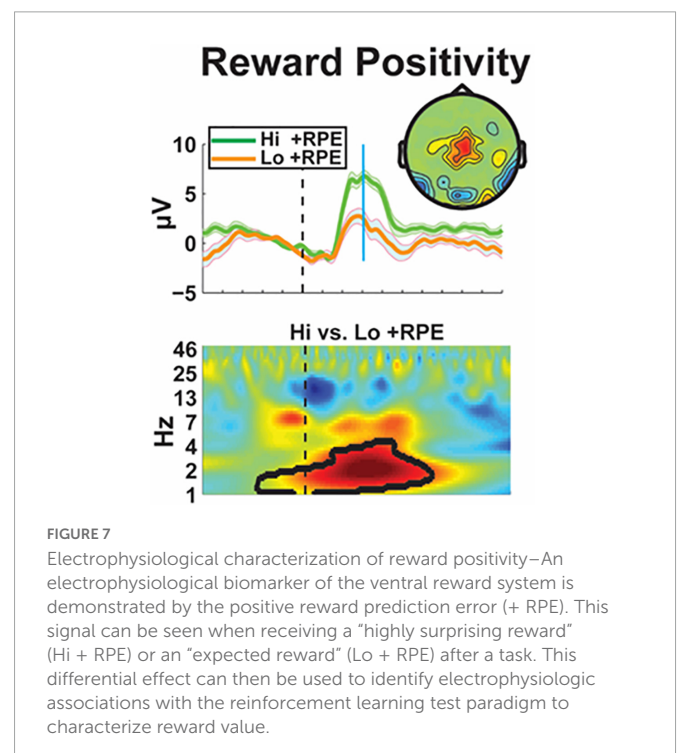 Reward Positivity
10
5
0
−5
µV
Hi +RPE
Lo +RPE
Hi vs. Lo +RPE
46
25
13
7
4
2
1
Hz
FIGURE 7
Electrophysiological characterization of reward positivity–An
electrophysiological biomarker of the ventral reward system is
demonstrated by the positive reward prediction error (+ RPE). This
signal can be seen when receiving a “highly surprising reward”
(Hi + RPE) or an “expected reward” (Lo + RPE) after a task. This
differential effect can then be used to identify electrophysiologic
associations with the reinforcement learning test paradigm to
characterize reward value.